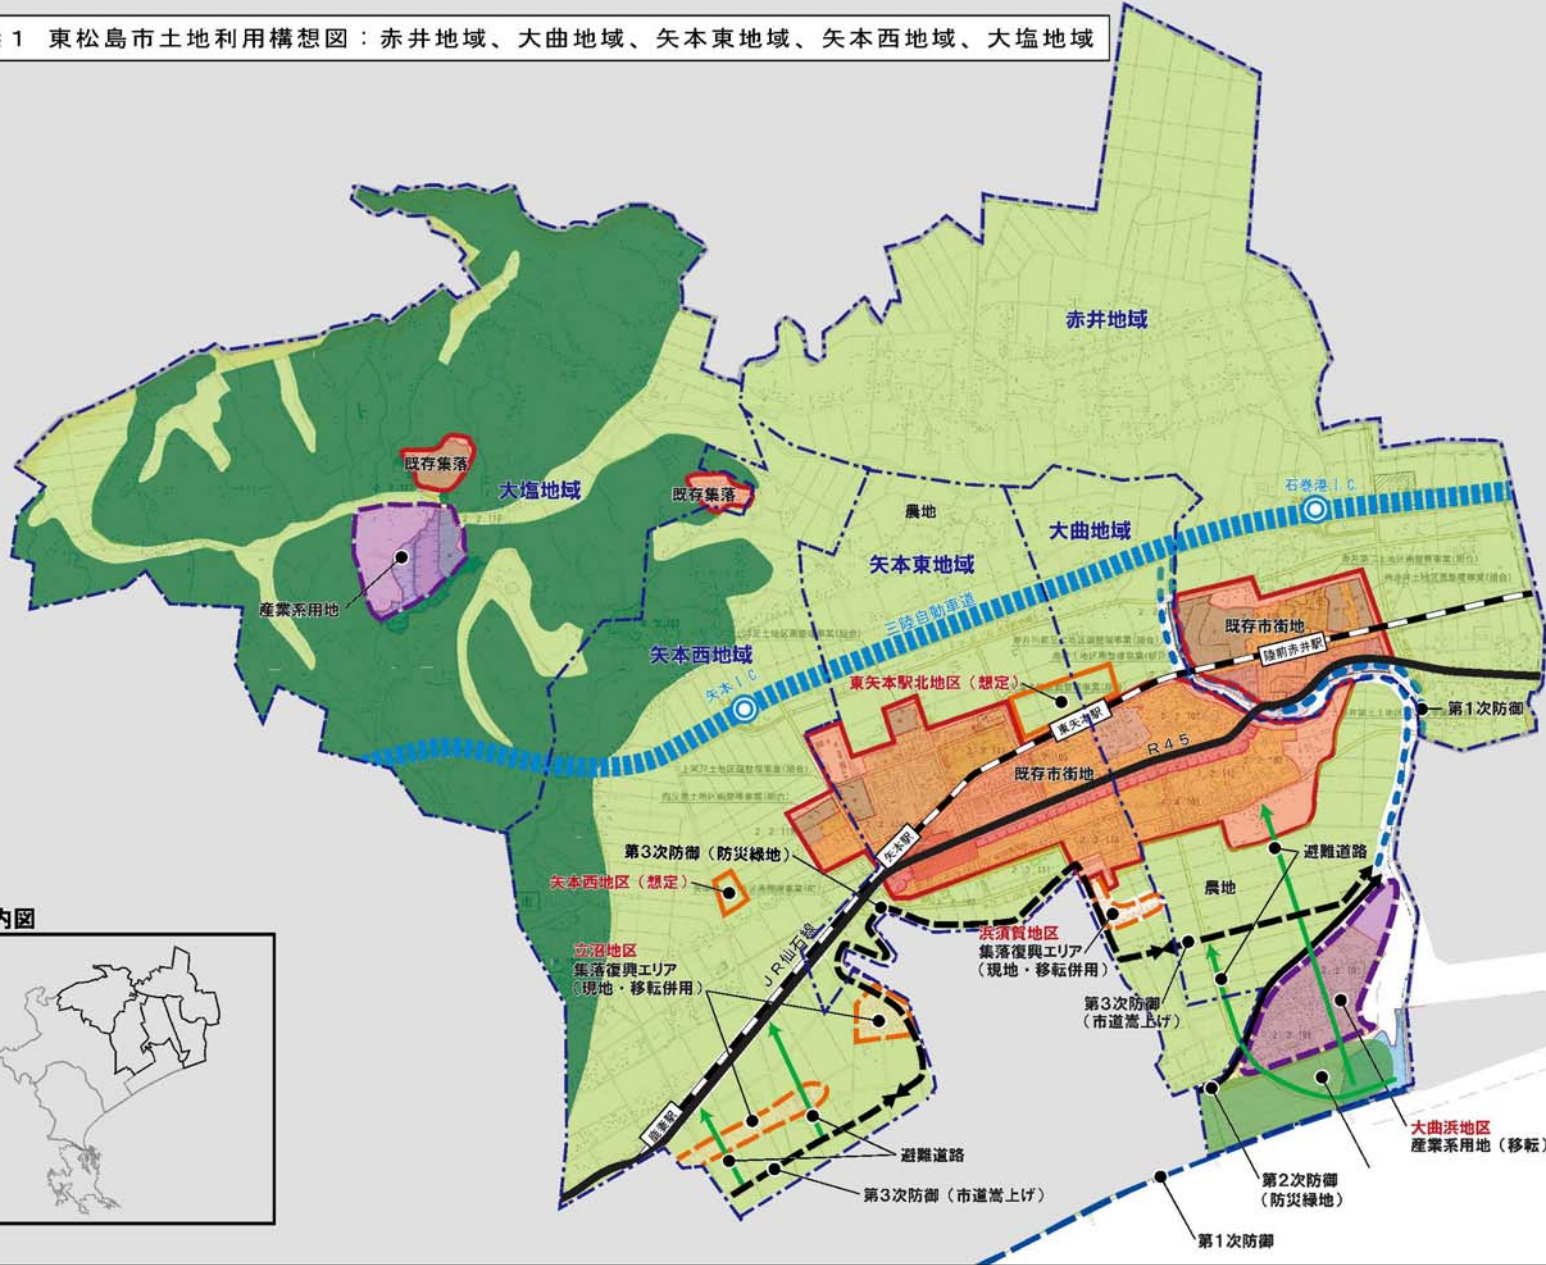 1 東松島市土地利用構想図：赤井地域、大曲地域、矢本東地域、矢本西地域、大塩地域
赤井地域
既存集落
大塩地域
既存集落
石巻港I.C.
農地
大曲地域
矢本東地域
産業系用地
三陸自動車道
既存市街地
陸前赤井駅
矢本西地域
矢本I.C
東矢本駅北地区（想定）
東矢本駅
第1次防御
R45
既存市街地
矢本駅
第3次防御（防災緑地）
避難道路
矢本西地区（想定）
農地
内図
浜須賀地区
集落復興エリア
（現地・移転併用）
JR仙石線
立沼地区
集落復興エリア
（現地・移転併用）
第3次防御
（市道嵩上げ）
鹿妻駅
大曲浜地区
産業系用地（移転）
避難道路
第3次防御（市道嵩上げ）
第2次防御
（防災緑地）
第1次防御